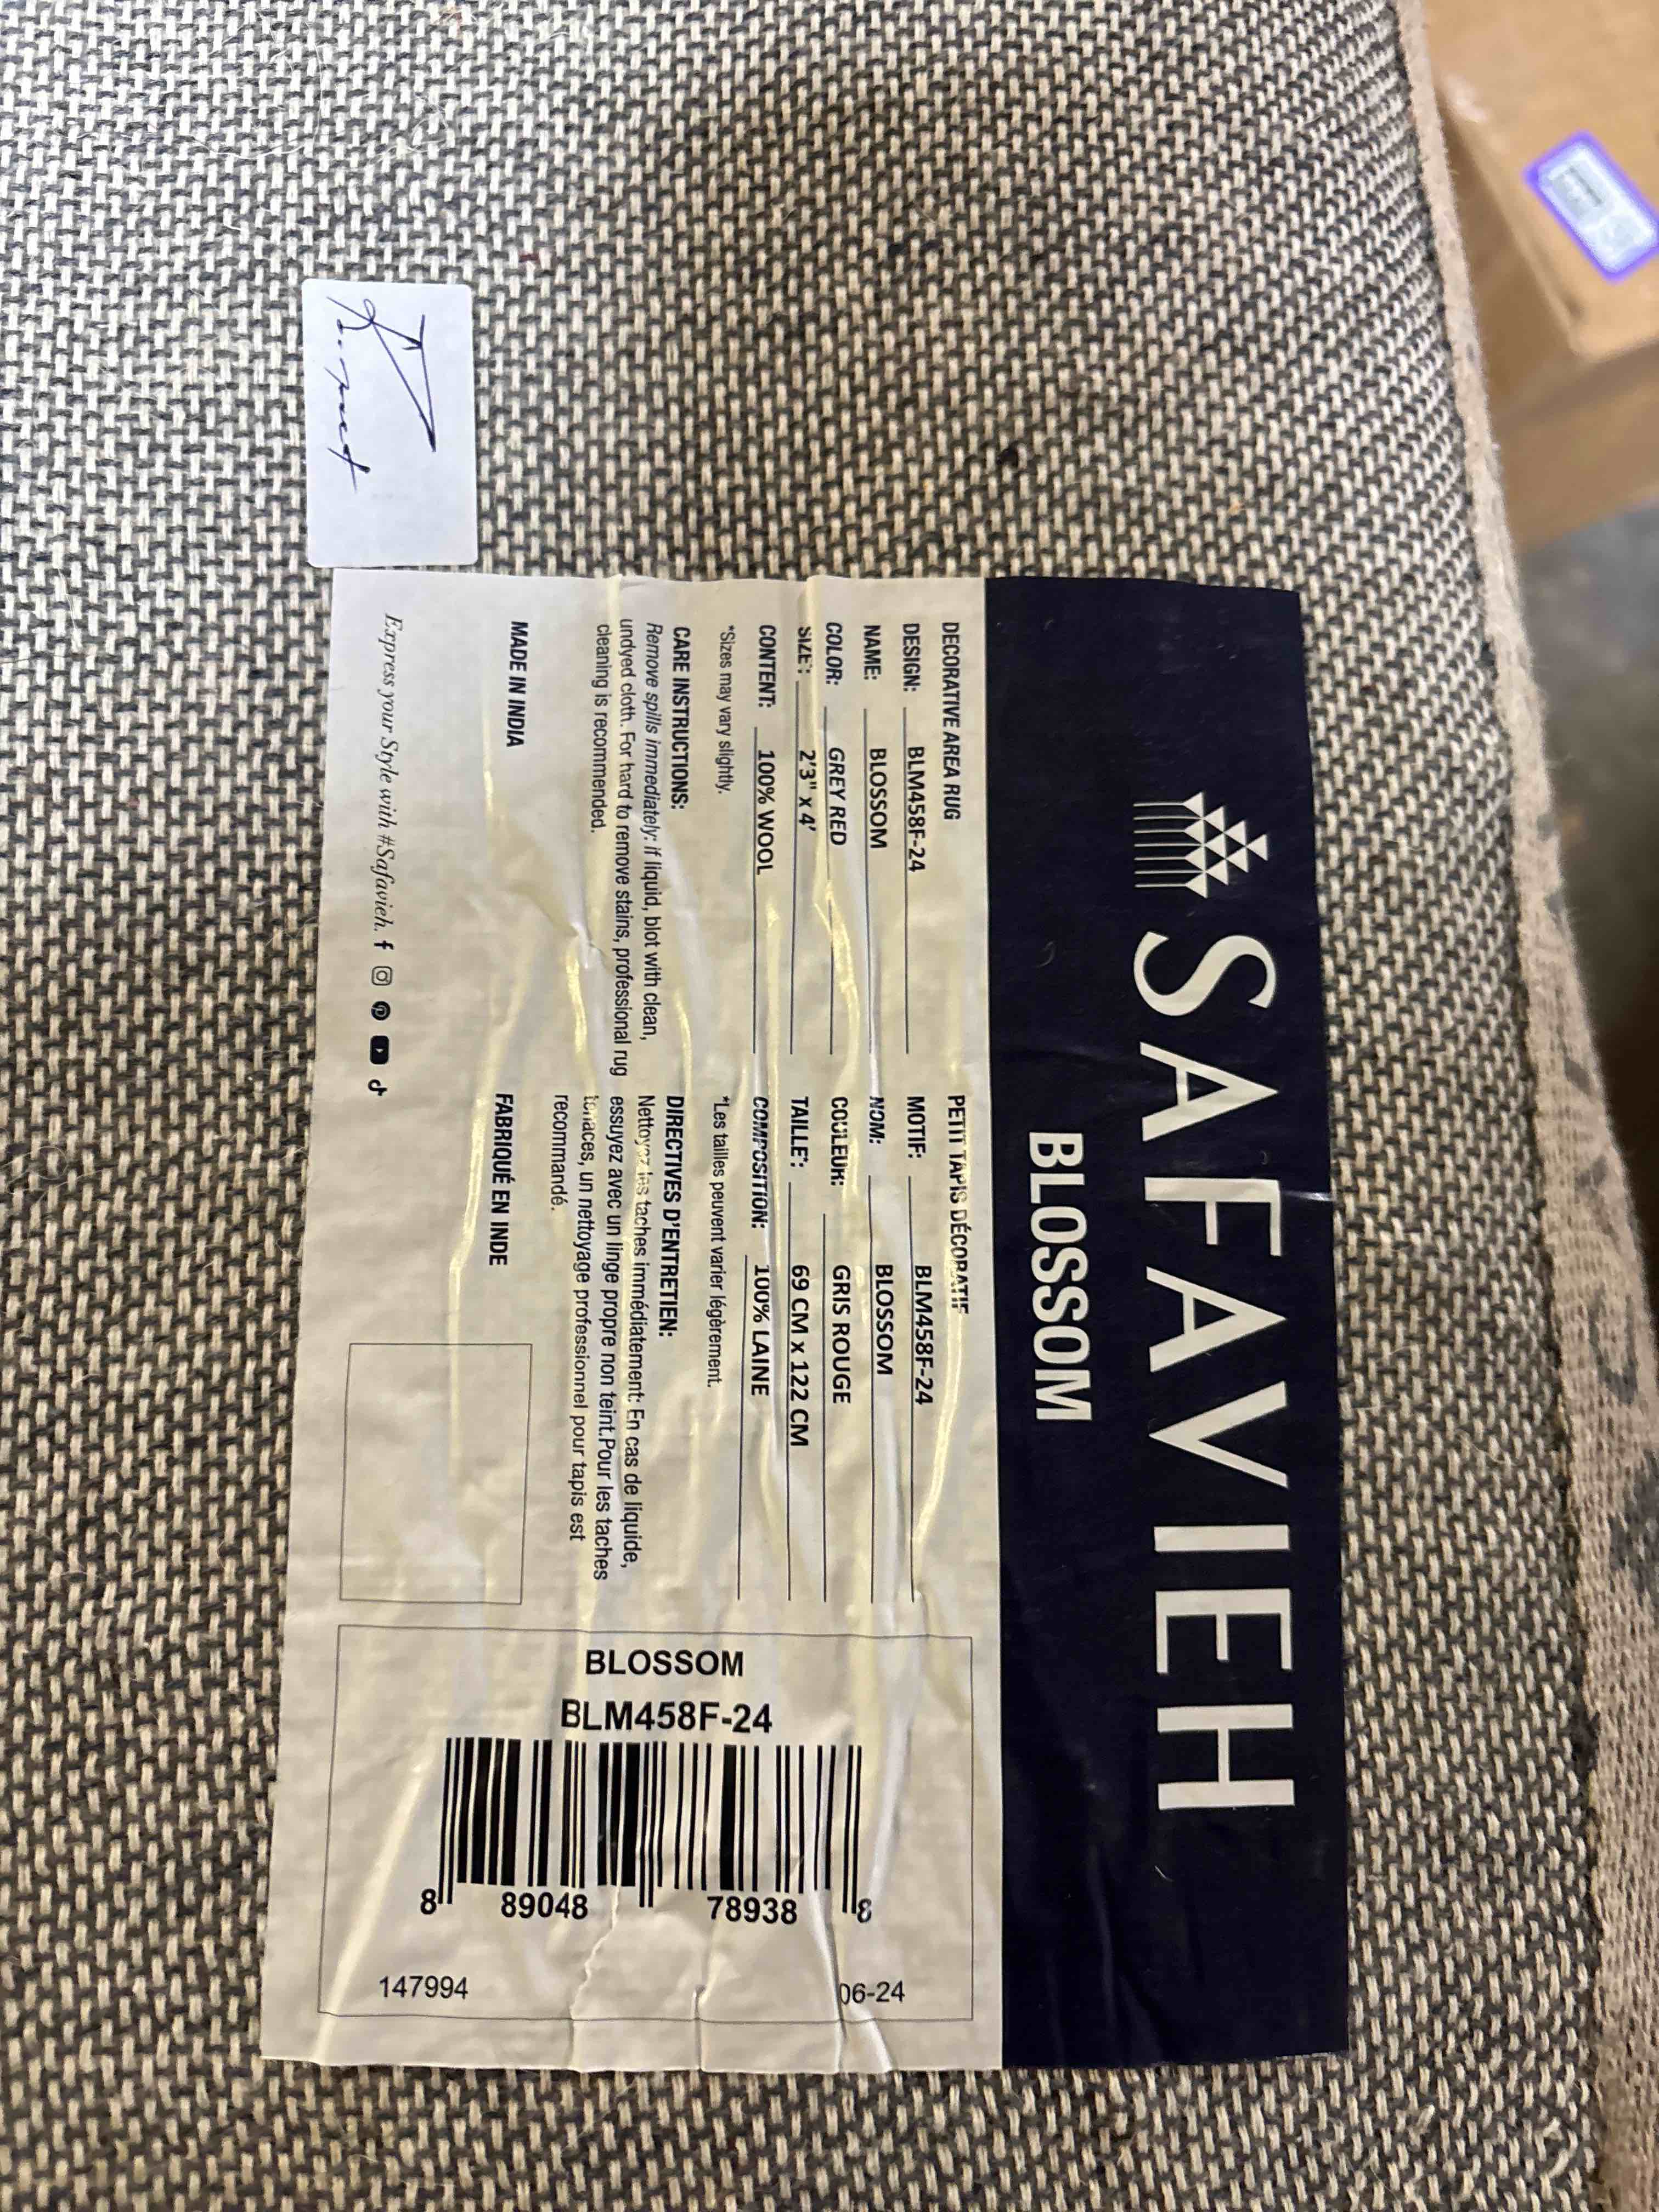 SAFAVIEH
BLOSSOM
DECORATIVE AREA RUG
DESIGN: BLM458F-24
NAME: BLOSSOM
COLOR: GREY RED
SIZE*: 2'3" x 4'
CONTENT: 100% WOOL
*Sizes may vary slightly.
CARE INSTRUCTIONS:
Remove spills immediately: if liquid, blot with clean,
undyed cloth. For hard to remove stains, professional rug
cleaning is recommended.
MADE IN INDIA
PETIT TAPIS DÉCORATIF
MOTIF: BLM458F-24
NOM: BLOSSOM
COULEUR: GRIS ROUGE
TAILLE*: 69 CM x 122 CM
COMPOSITION: 100% LAINE
*Les tailles peuvent varier légèrement.
DIRECTIVES D'ENTRETIEN:
Nettoyez les taches immédiatement: En cas de liquide,
essuyez avec un linge propre non teint.Pour les taches
tenaces, un nettoyage professionnel pour tapis est
recommandé.
FABRIQUÉ EN INDE
Express your Style with #Safavieh.
BLOSSOM
BLM458F-24
8 89048 78938 8
147994 06-24